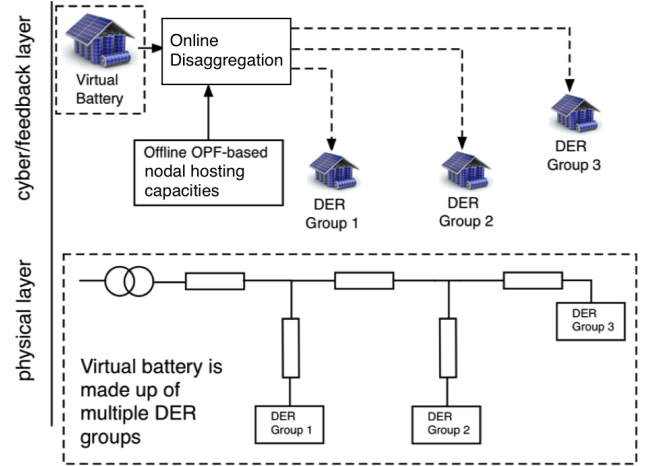 cyber/feedback layer
Virtual
Battery
Online
Disaggregation
Offline OPF-based
nodal hosting
capacities
DER
Group 1
DER
Group 2
DER
Group 3
physical layer
Virtual battery is
made up of
multiple DER
groups
DER
Group 1
DER
Group 2
DER
Group 3